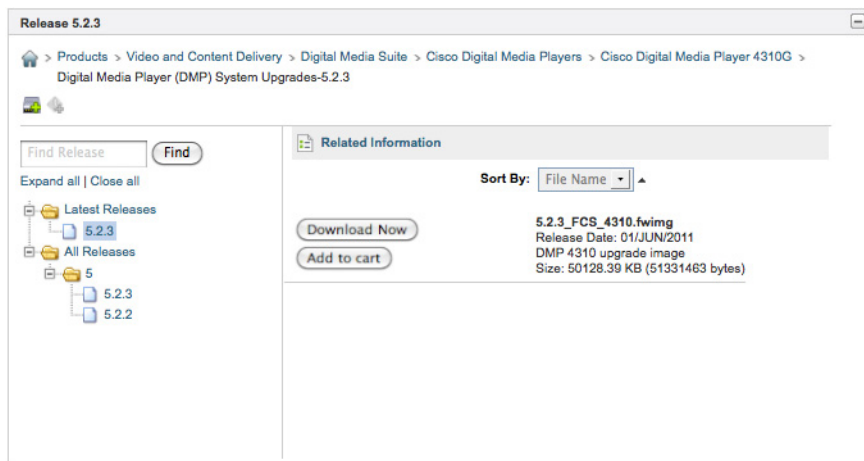 Release 5.2.3
> Products > Video and Content Delivery > Digital Media Suite > Cisco Digital Media Players > Cisco Digital Media Player 4310G >
Digital Media Player (DMP) System Upgrades-5.2.3
Find Release Find
Expand all | Close all
Latest Releases
5.2.3
All Releases
5
5.2.3
5.2.2
Related Information
Sort By: File Name
Download Now
Add to cart
5.2.3_FCS_4310.fwimg
Release Date: 01/JUN/2011
DMP 4310 upgrade image
Size: 50128.39 KB (51331463 bytes)